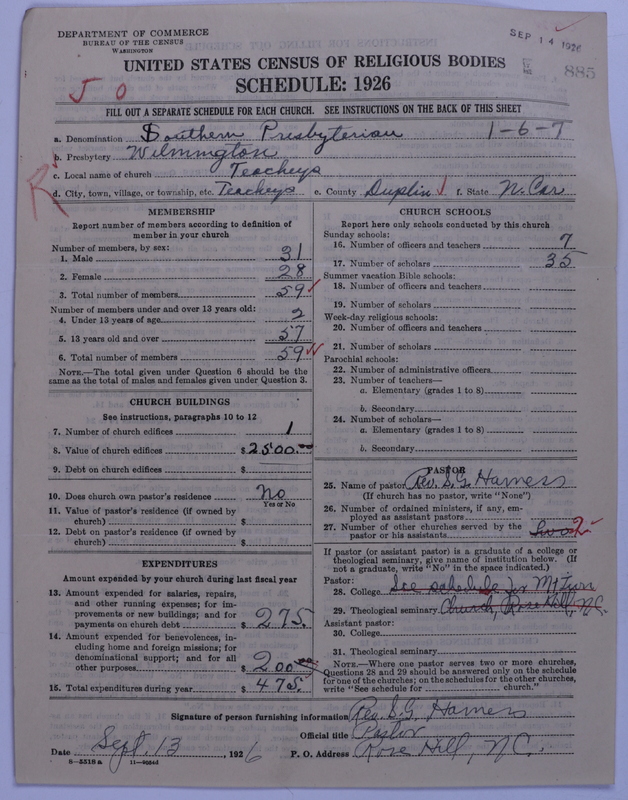 DEPARTMENT OF COMMERCE
BUREAU OF THE CENSUS
WASHINGTON
SEP 14 1926
885
UNITED STATES CENSUS OF RELIGIOUS BODIES
SCHEDULE: 1926
J O
FILL OUT A SEPARATE SCHEDULE FOR EACH CHURCH. SEE INSTRUCTIONS ON THE BACK OF THIS SHEET
a. Denomination Southern Presbyterian 1-6-7
b. Presbytery Wilmington
c. Local name of church Teacheys
R
d. City, town, village, or township, etc. Teacheys e. County Duplin f. State N. Car
MEMBERSHIP
Report number of members according to definition of
member in your church
Number of members, by sex:
1. Male 31
2. Female 28
3. Total number of members 59
Number of members under and over 13 years old:
4. Under 13 years of age 2
5. 13 years old and over 57
6. Total number of members 59
NOTE.—The total given under Question 6 should be the
same as the total of males and females given under Question 3.
CHURCH BUILDINGS
See instructions, paragraphs 10 to 12
7. Number of church edifices 1
8. Value of church edifices $2500.00
9. Debt on church edifices $
10. Does church own pastor's residence No
Yes or No
11. Value of pastor's residence (if owned by
church) $
12. Debt on pastor's residence (if owned by
church) $
EXPENDITURES
Amount expended by your church during last fiscal year
13. Amount expended for salaries, repairs,
and other running expenses; for im-
provements or new buildings; and for
payments on church debt $275.
14. Amount expended for benevolences, in-
cluding home and foreign missions; for
denominational support; and for all
other purposes $200
15. Total expenditures during year $475.
CHURCH SCHOOLS
Report here only schools conducted by this church
Sunday schools:
16. Number of officers and teachers 7
17. Number of scholars 35
Summer vacation Bible schools:
18. Number of officers and teachers
19. Number of scholars
Week-day religious schools:
20. Number of officers and teachers
21. Number of scholars
Parochial schools:
22. Number of administrative officers
23. Number of teachers—
a. Elementary (grades 1 to 8)
b. Secondary
24. Number of scholars—
a. Elementary (grades 1 to 8)
b. Secondary
PASTOR
25. Name of pastor Rev. S. G. Harness
(If church has no pastor, write "None")
26. Number of ordained ministers, if any, em-
ployed as assistant pastors
27. Number of other churches served by the
pastor or his assistants two 2
If pastor (or assistant pastor) is a graduate of a college or
theological seminary, give name of institution below. (If
not a graduate, write "No" in the space indicated.)
Pastor:
28. College See schedule for Mt Zion
29. Theological seminary Church, Rose Hill, N.C.
Assistant pastor:
30. College
31. Theological seminary
NOTE.—Where one pastor serves two or more churches,
Questions 28 and 29 should be answered only on the schedule
for one of the churches; on the schedules for the other churches,
write "See schedule for church."
Signature of person furnishing information Rev. S. G. Harness
Official title Pastor
Date Sept. 13, 1926 P. O. Address Rose Hill, N.C.
8—5518 a 11—9054d